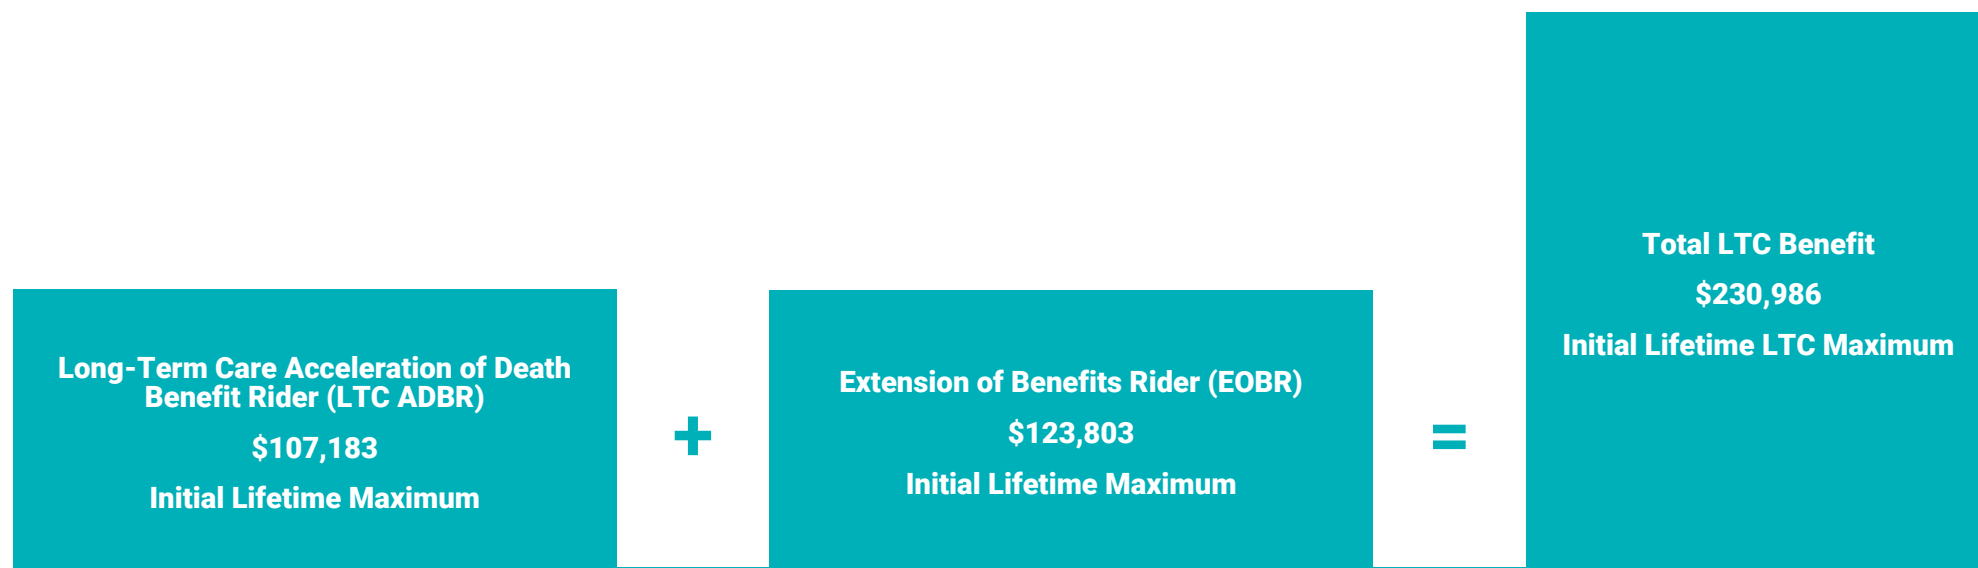 Long-Term Care Acceleration of Death
Benefit Rider (LTC ADBR)
$107,183
Initial Lifetime Maximum
+
Extension of Benefits Rider (EOBR)
$123,803
Initial Lifetime Maximum
=
Total LTC Benefit
$230,986
Initial Lifetime LTC Maximum